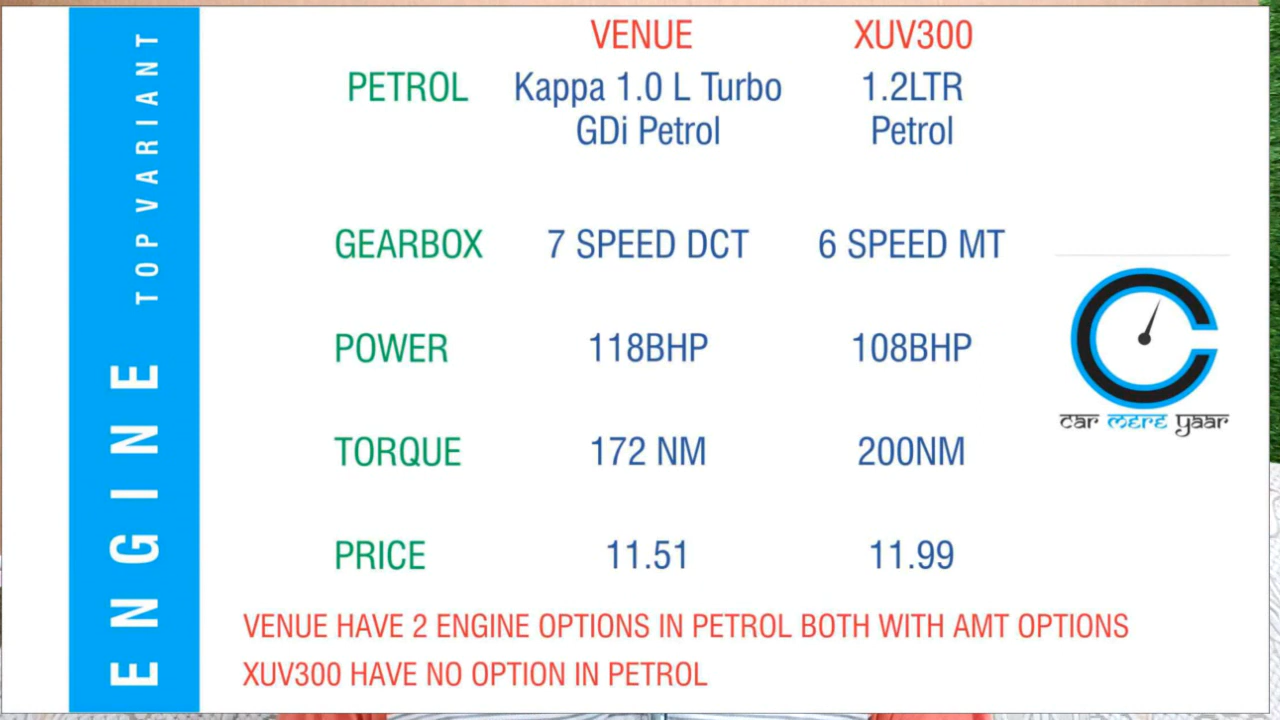 ENGINE TOP VARIANT
VENUE XUV300
PETROL Kappa 1.0 L Turbo 1.2LTR
GDi Petrol Petrol
GEARBOX 7 SPEED DCT 6 SPEED MT
POWER 118BHP 108BHP
TORQUE 172 NM 200NM
PRICE 11.51 11.99
car mere yaar
VENUE HAVE 2 ENGINE OPTIONS IN PETROL BOTH WITH AMT OPTIONS
XUV300 HAVE NO OPTION IN PETROL